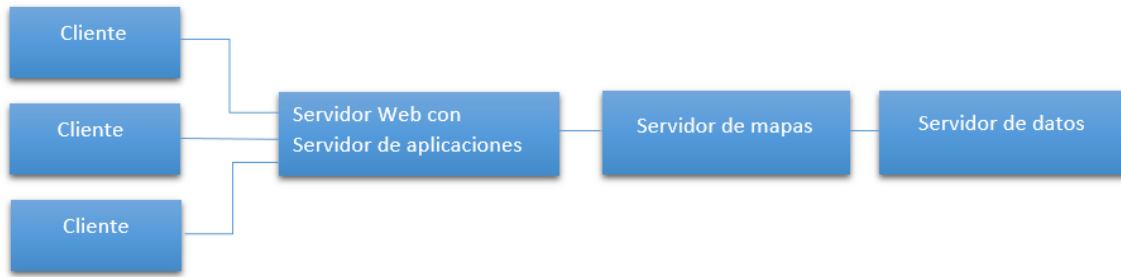 Cliente
Cliente
Cliente
Servidor Web con
Servidor de aplicaciones
Servidor de mapas
Servidor de datos